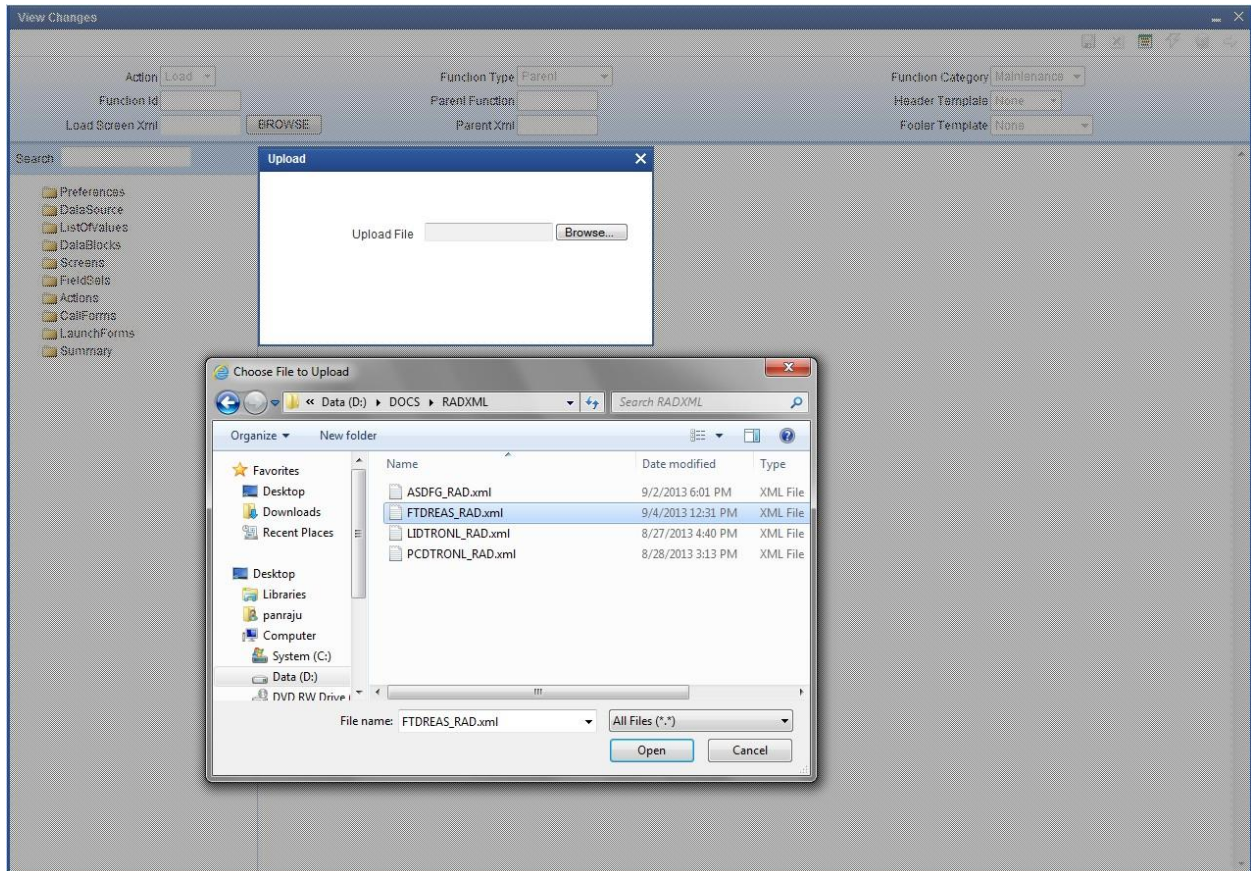 View Changes
Action Load Function Type Parent Function Category Maintenance
Function Id Parent Function Header Template None
Load Screen Xml BROWSE Parent Xml Footer Template None
Search
Upload
Preferences
DataSource
ListOfValues
DataBlocks
Screens
FieldSets
Actions
CallForms
LaunchForms
Summary
Upload File Browse...
Choose File to Upload
« Data (D:) DOCS RADXML Search RADXML
Organize New folder
Favorites
Desktop
Downloads
Recent Places
Desktop
Libraries
panraju
Computer
System (C:)
Data (D:)
DVD RW Drive
Name Date modified Type
ASDFG_RAD.xml 9/2/2013 6:01 PM XML File
FTDREAS_RAD.xml 9/4/2013 12:31 PM XML File
LIDTRONL_RAD.xml 8/27/2013 4:40 PM XML File
PCDTRONL_RAD.xml 8/28/2013 3:13 PM XML File
File name: FTDREAS_RAD.xml All Files (*.*)
Open Cancel